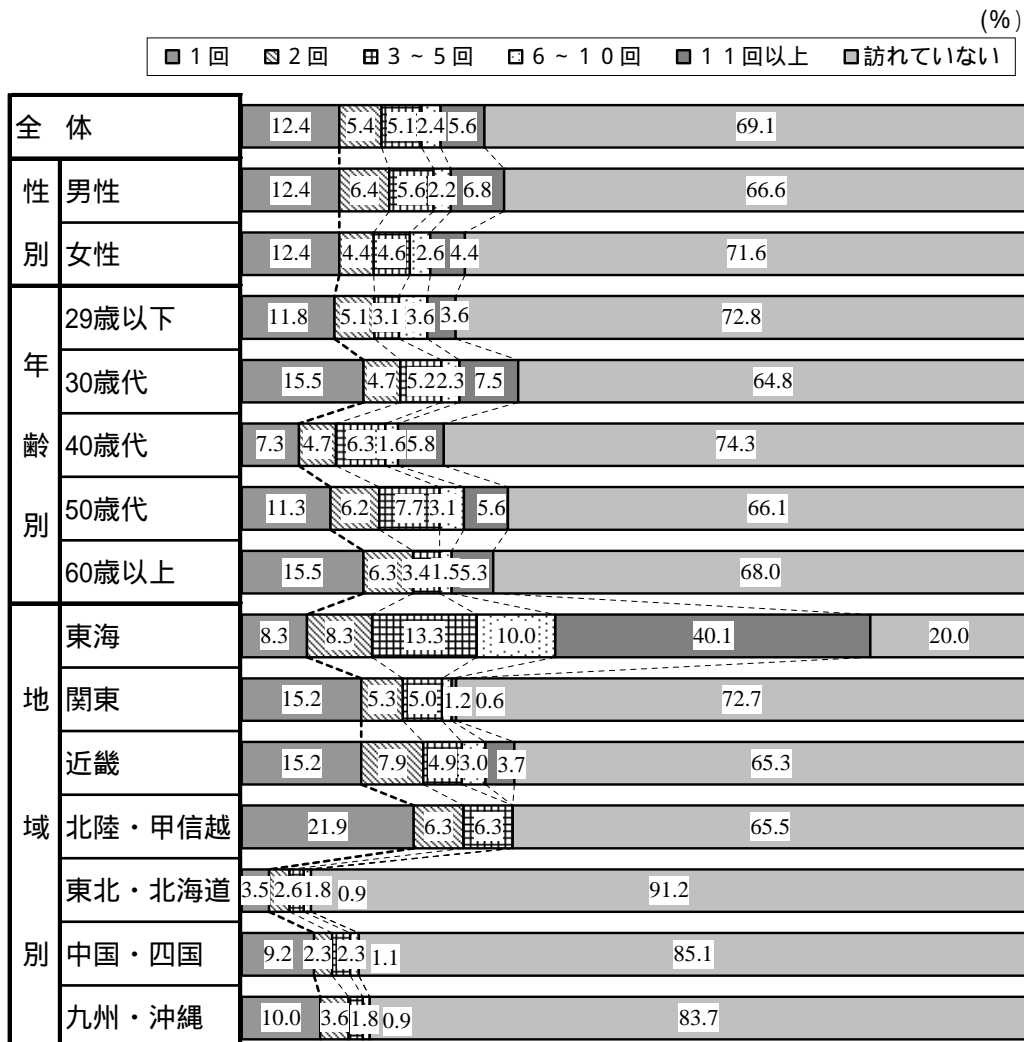 (%)
1回 2回 3～5回 6～10回 11回以上 訪れていない
全 体 12.4 5.4 5.1 2.4 5.6 69.1
性別
男性 12.4 6.4 5.6 2.2 6.8 66.6
女性 12.4 4.4 4.6 2.6 4.4 71.6
年齢別
29歳以下 11.8 5.1 3.1 3.6 3.6 72.8
30歳代 15.5 4.7 5.2 2.3 7.5 64.8
40歳代 7.3 4.7 6.3 1.6 5.8 74.3
50歳代 11.3 6.2 7.7 3.1 5.6 66.1
60歳以上 15.5 6.3 3.4 1.5 5.3 68.0
地域別
東海 8.3 8.3 13.3 10.0 40.1 20.0
関東 15.2 5.3 5.0 1.2 0.6 72.7
近畿 15.2 7.9 4.9 3.0 3.7 65.3
北陸・甲信越 21.9 6.3 6.3 65.5
東北・北海道 3.5 2.6 1.8 0.9 91.2
中国・四国 9.2 2.3 2.3 1.1 85.1
九州・沖縄 10.0 3.6 1.8 0.9 83.7